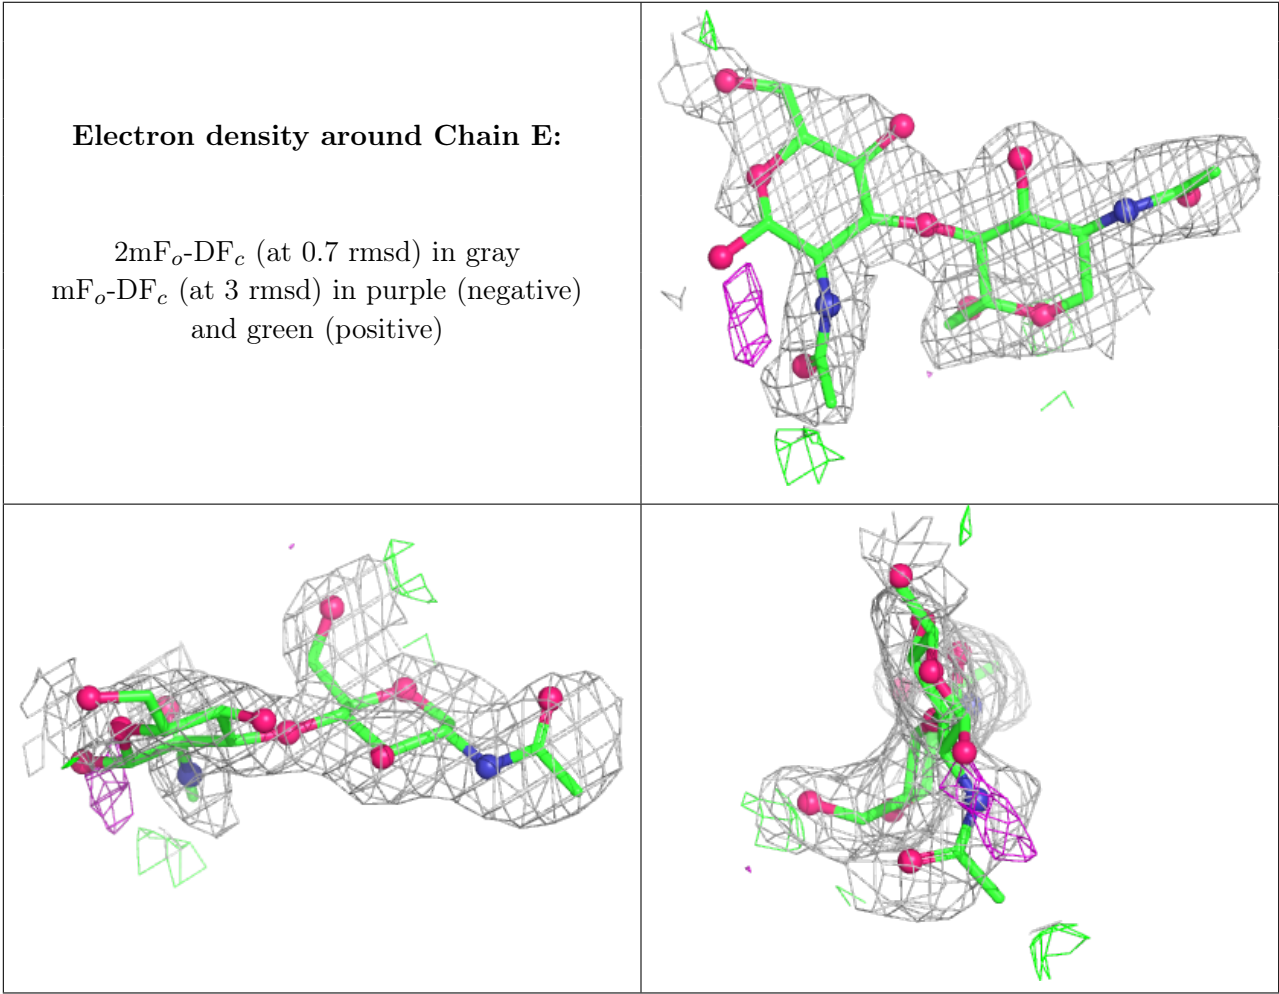 Electron density around Chain E:
2mFo-DFc (at 0.7 rmsd) in gray
mFo-DFc (at 3 rmsd) in purple (negative)
and green (positive)